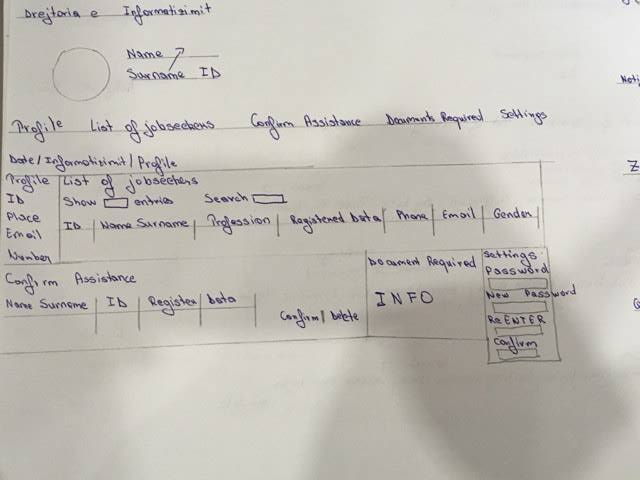 Drejtoria e Informatizimit
Name
Surname ID
Profile List of jobseekers Confirm Assistance Documents Required Settings
Date/Informatizimit/Profile
Profile List of jobseekers
ID Show entries Search
Place ID Name Surname Profession Registered Data Phone Email Gender
Email
Number
Confirm Assistance
Name Surname ID Register Data
Confirm/Delete
Document Required
INFO
Settings
Password
New Password
ReENTER
Confirm
Noti
Z